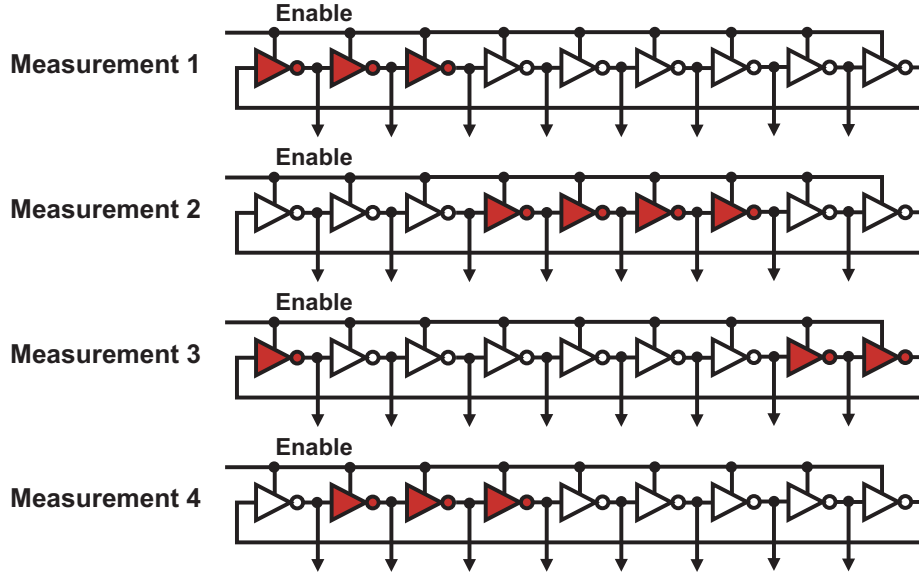 Enable
Measurement 1
Enable
Measurement 2
Enable
Measurement 3
Enable
Measurement 4